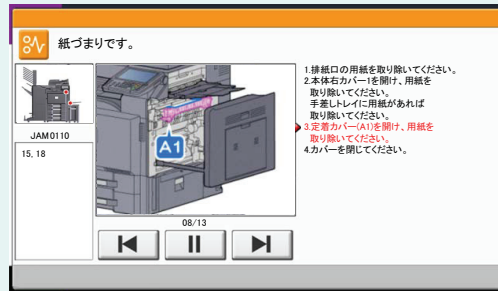 紙づまりです。
1.排紙口の用紙を取り除いてください。
2.本体右カバー1を開け、用紙を
取り除いてください。
手差しトレイに用紙があれば
取り除いてください。
3.定着カバー(A1)を開け、用紙を
取り除いてください。
4.カバーを閉じてください。
A1
JAM0110
15, 18
08/13